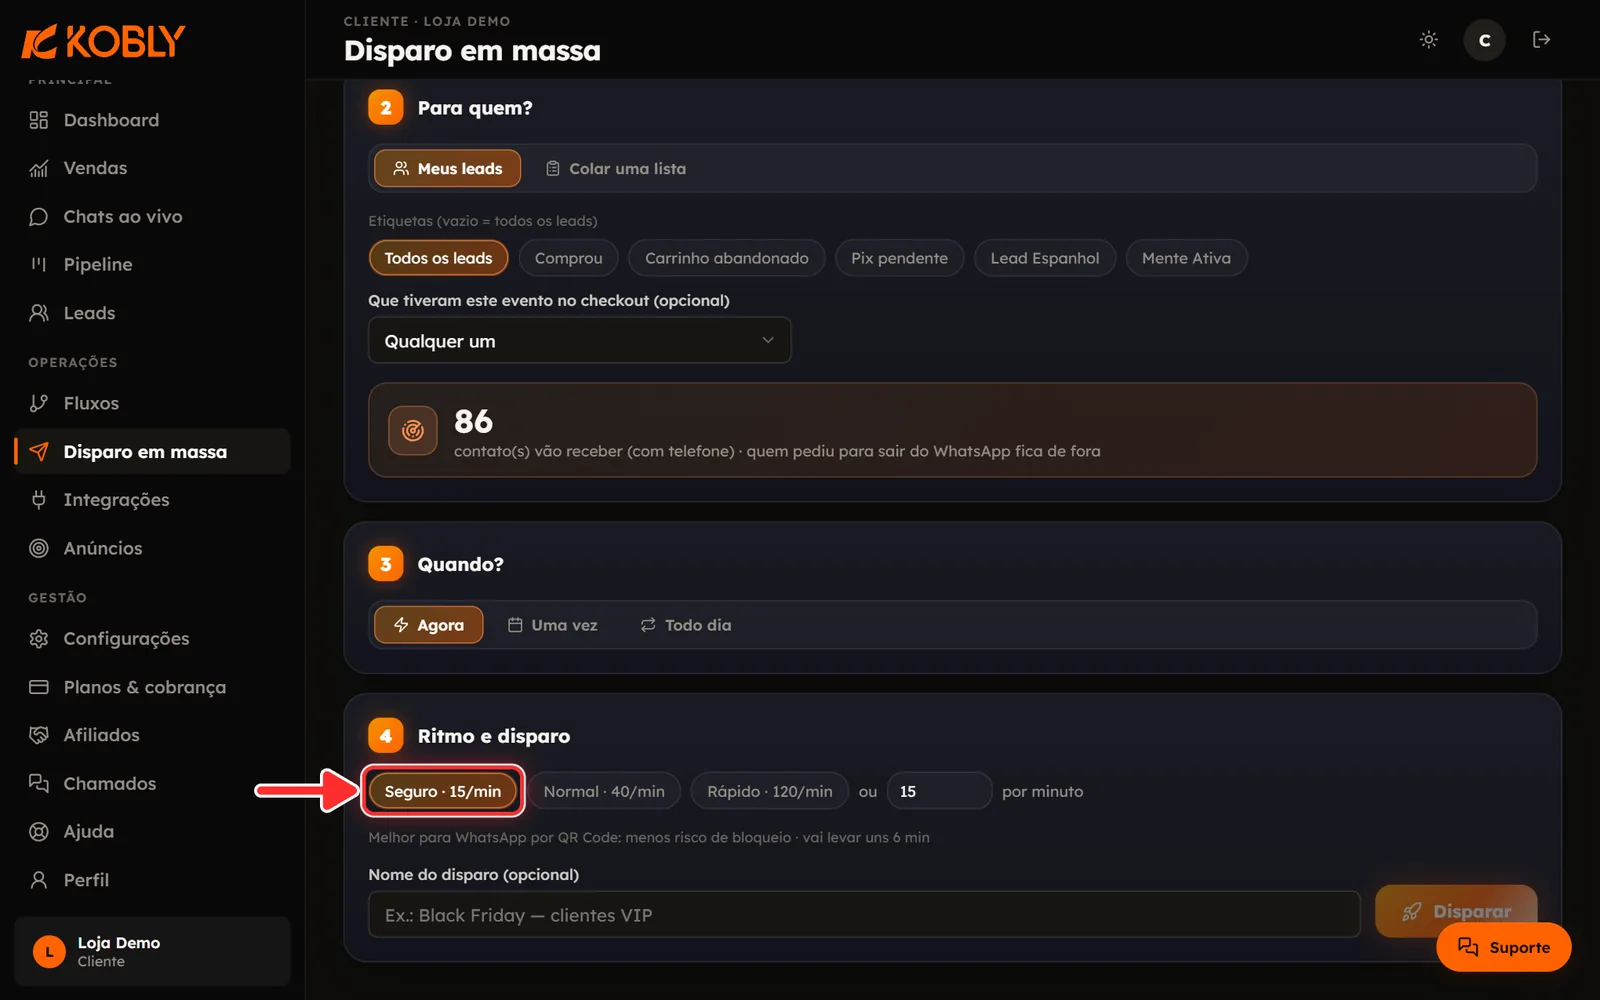 KOBLY
PRINCIPAL
Dashboard
Vendas
Chats ao vivo
Pipeline
Leads
OPERAÇÕES
Fluxos
Disparo em massa
Integrações
Anúncios
GESTÃO
Configurações
Planos & cobrança
Afiliados
Chamados
Ajuda
Perfil
L
Loja Demo
Cliente
CLIENTE · LOJA DEMO
Disparo em massa
C
2 Para quem?
Meus leads Colar uma lista
Etiquetas (vazio = todos os leads)
Todos os leads Comprou Carrinho abandonado Pix pendente Lead Espanhol Mente Ativa
Que tiveram este evento no checkout (opcional)
Qualquer um
86
contato(s) vão receber (com telefone) · quem pediu para sair do WhatsApp fica de fora
3 Quando?
Agora Uma vez Todo dia
4 Ritmo e disparo
Seguro · 15/min Normal · 40/min Rápido · 120/min ou 15 por minuto
Melhor para WhatsApp por QR Code: menos risco de bloqueio · vai levar uns 6 min
Nome do disparo (opcional)
Ex.: Black Friday — clientes VIP
Disparar
Suporte